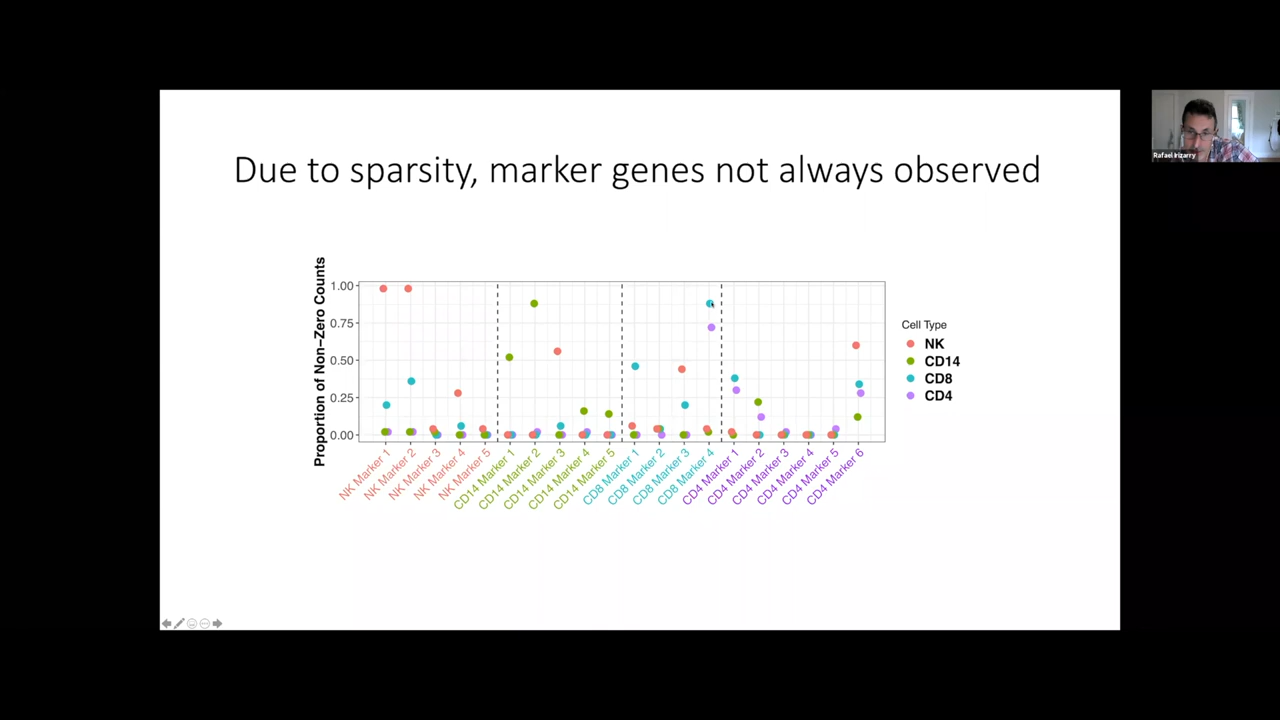 Due to sparsity, marker genes not always observed
Rafael Irizarry
Proportion of Non-Zero Counts
1.00
0.75
0.50
0.25
0.00
NK Marker 1
NK Marker 2
NK Marker 3
NK Marker 4
NK Marker 5
CD14 Marker 1
CD14 Marker 2
CD14 Marker 3
CD14 Marker 4
CD14 Marker 5
CD8 Marker 1
CD8 Marker 2
CD8 Marker 3
CD8 Marker 4
CD4 Marker 1
CD4 Marker 2
CD4 Marker 3
CD4 Marker 4
CD4 Marker 5
CD4 Marker 6
Cell Type
NK
CD14
CD8
CD4